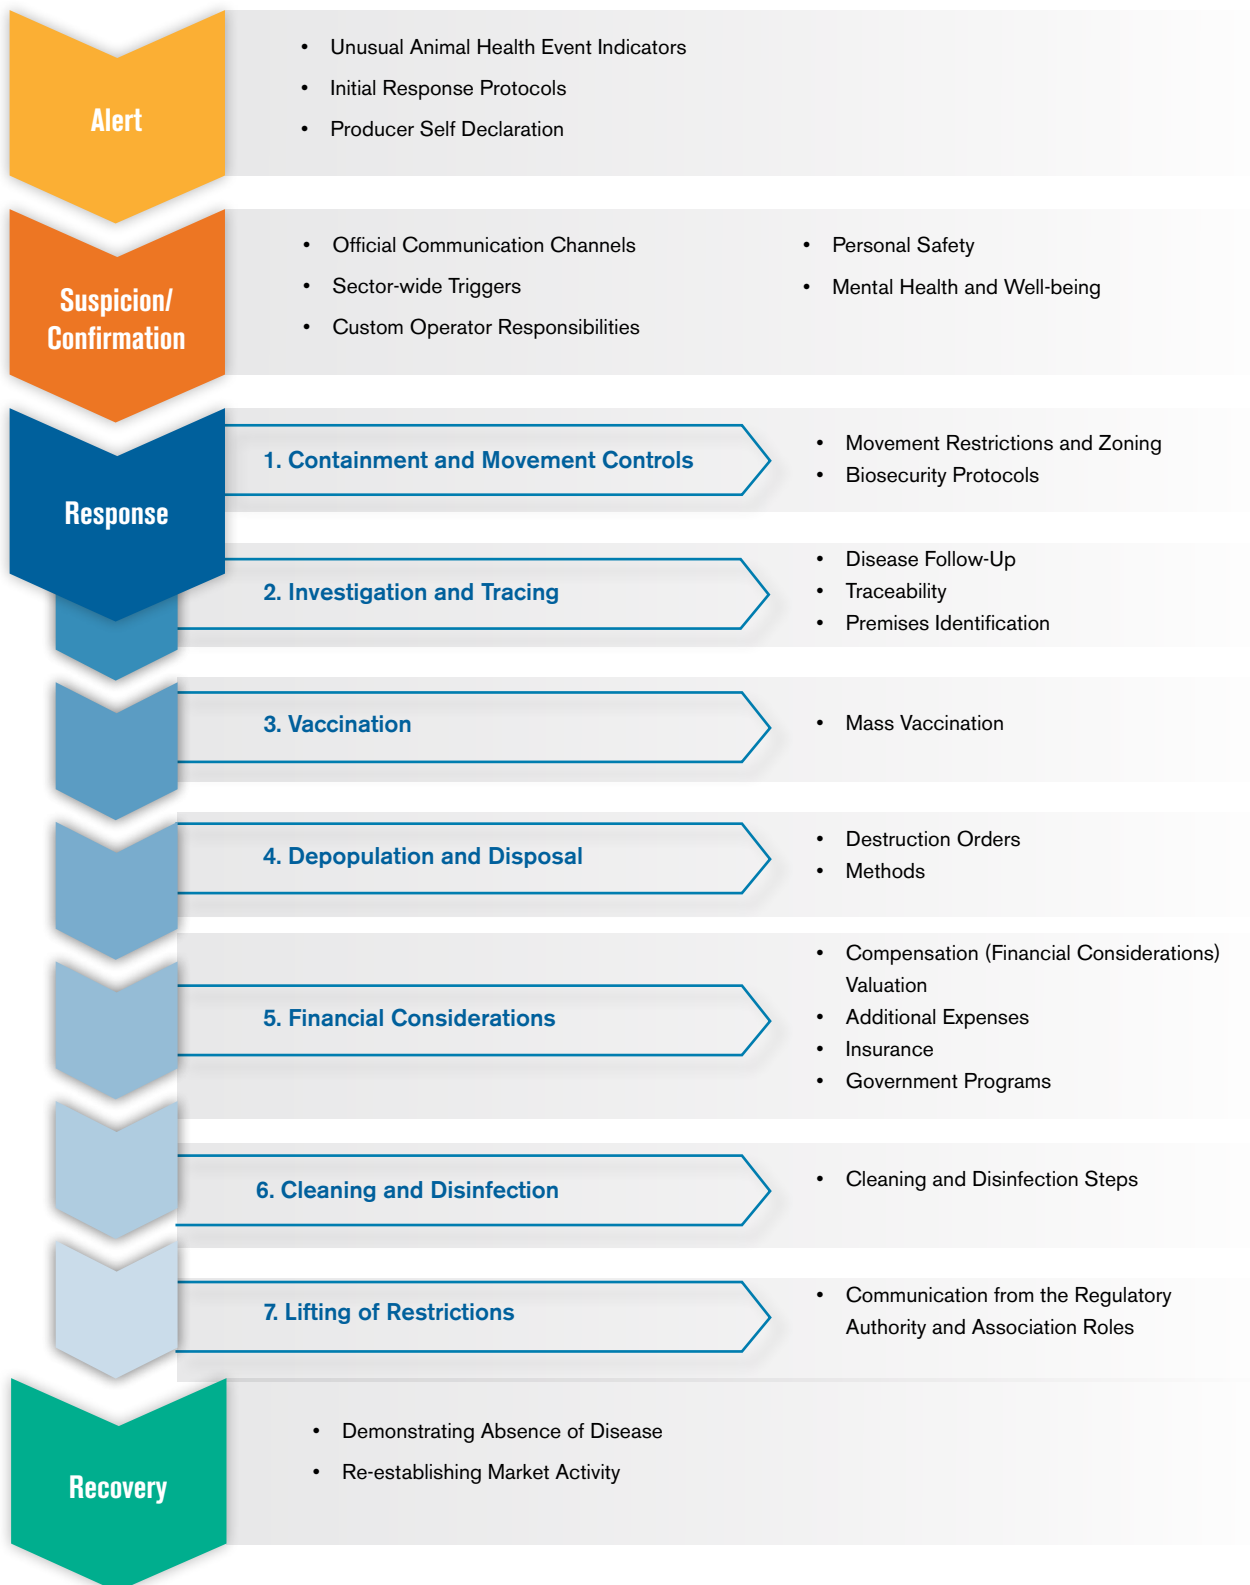 Alert
• Unusual Animal Health Event Indicators
• Initial Response Protocols
• Producer Self Declaration
Suspicion/
Confirmation
• Official Communication Channels
• Sector-wide Triggers
• Custom Operator Responsibilities
• Personal Safety
• Mental Health and Well-being
Response
1. Containment and Movement Controls
• Movement Restrictions and Zoning
• Biosecurity Protocols
2. Investigation and Tracing
• Disease Follow-Up
• Traceability
• Premises Identification
3. Vaccination
• Mass Vaccination
4. Depopulation and Disposal
• Destruction Orders
• Methods
5. Financial Considerations
• Compensation (Financial Considerations)
Valuation
• Additional Expenses
• Insurance
• Government Programs
6. Cleaning and Disinfection
• Cleaning and Disinfection Steps
7. Lifting of Restrictions
• Communication from the Regulatory
Authority and Association Roles
Recovery
• Demonstrating Absence of Disease
• Re-establishing Market Activity